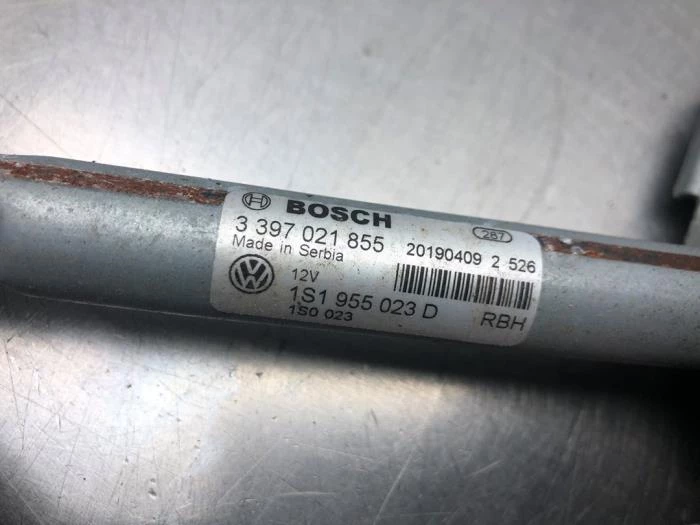 BOSCH
287
3 397 021 855 20190409 2 526
Made in Serbia
12V
1S1 955 023 D RBH
1S0 023